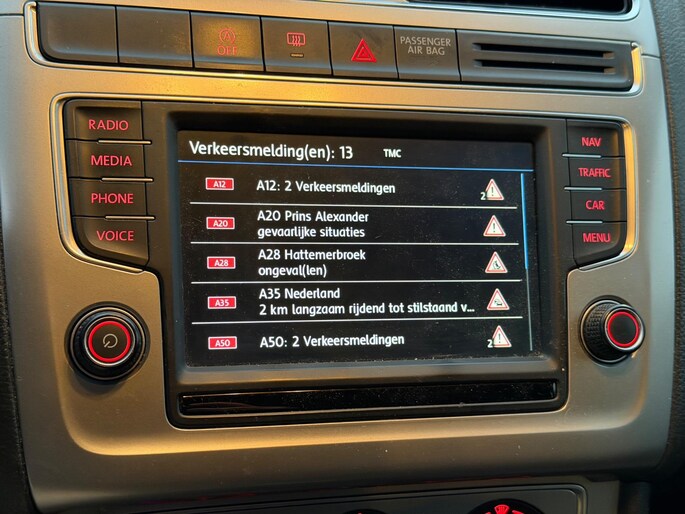 OFF
PASSENGER
AIR BAG
RADIO
MEDIA
PHONE
VOICE
NAV
TRAFFIC
CAR
MENU
Verkeersmelding(en): 13 TMC
A12 A12: 2 Verkeersmeldingen 2
A20 A20 Prins Alexander
gevaarlijke situaties
A28 A28 Hattemerbroek
ongeval(len)
A35 A35 Nederland
2 km langzaam rijdend tot stilstaand v...
A50 A50: 2 Verkeersmeldingen 2